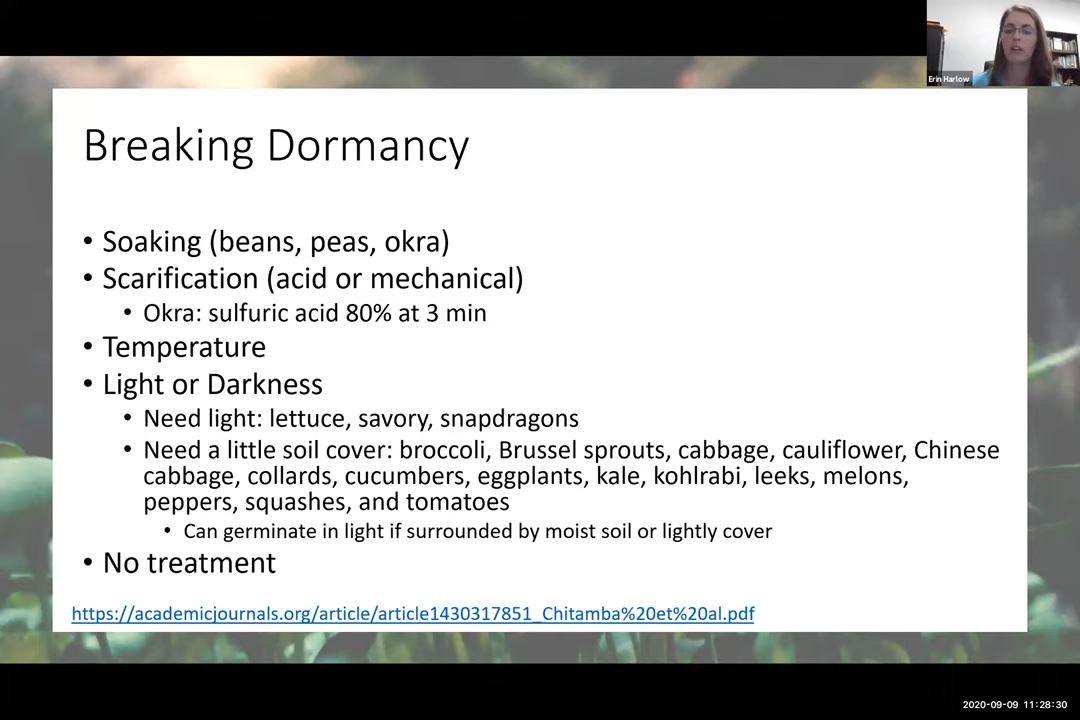 Erin Harlow
Breaking Dormancy
• Soaking (beans, peas, okra)
• Scarification (acid or mechanical)
• Okra: sulfuric acid 80% at 3 min
• Temperature
• Light or Darkness
• Need light: lettuce, savory, snapdragons
• Need a little soil cover: broccoli, Brussel sprouts, cabbage, cauliflower, Chinese
cabbage, collards, cucumbers, eggplants, kale, kohlrabi, leeks, melons,
peppers, squashes, and tomatoes
• Can germinate in light if surrounded by moist soil or lightly cover
• No treatment
https://academicjournals.org/article/article1430317851_Chitamba%20et%20al.pdf
2020-09-09 11:28:30